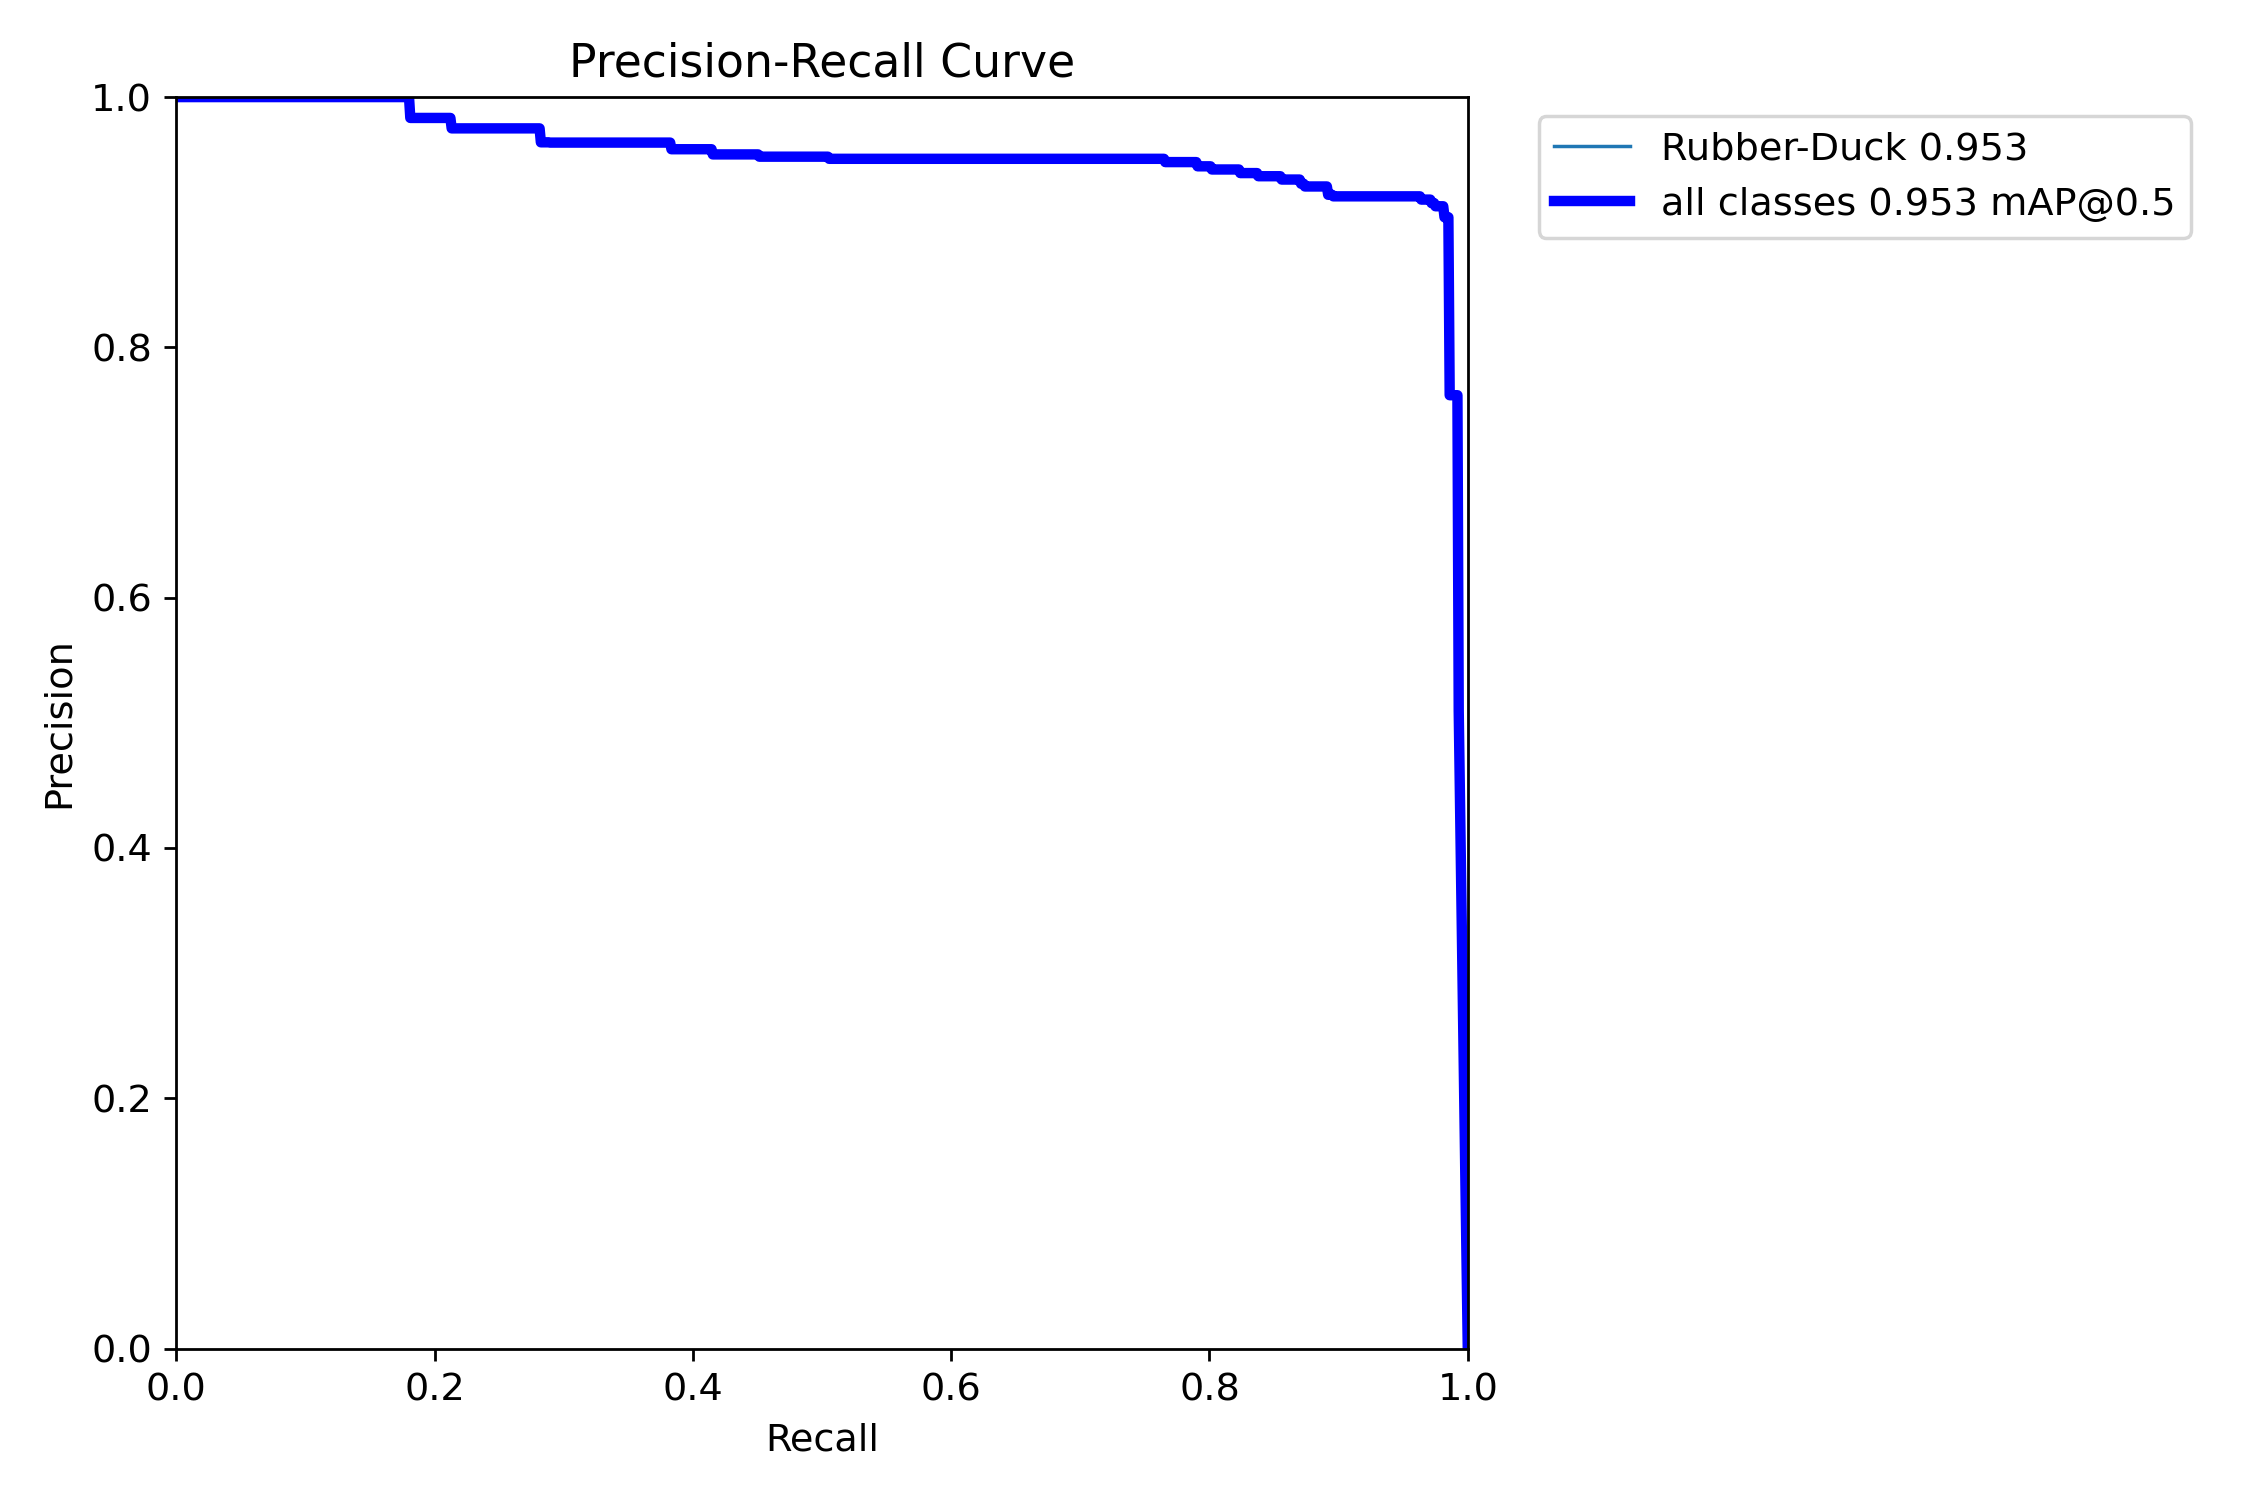 Precision-Recall Curve
Rubber-Duck 0.953
all classes 0.953 mAP@0.5
1.0
0.8
0.6
0.4
0.2
0.0
Precision
0.0 0.2 0.4 0.6 0.8 1.0
Recall